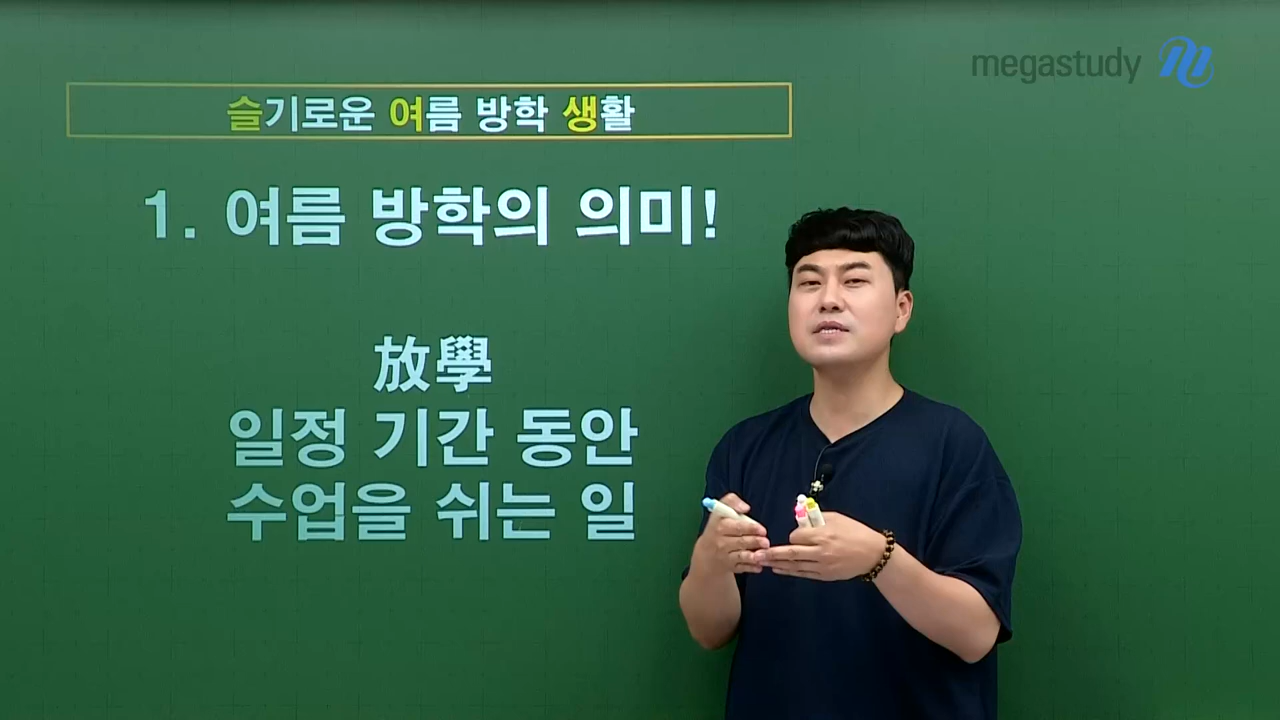 megastudy
슬기로운 여름 방학 생활
1. 여름 방학의 의미!
放學
일정 기간 동안
수업을 쉬는 일